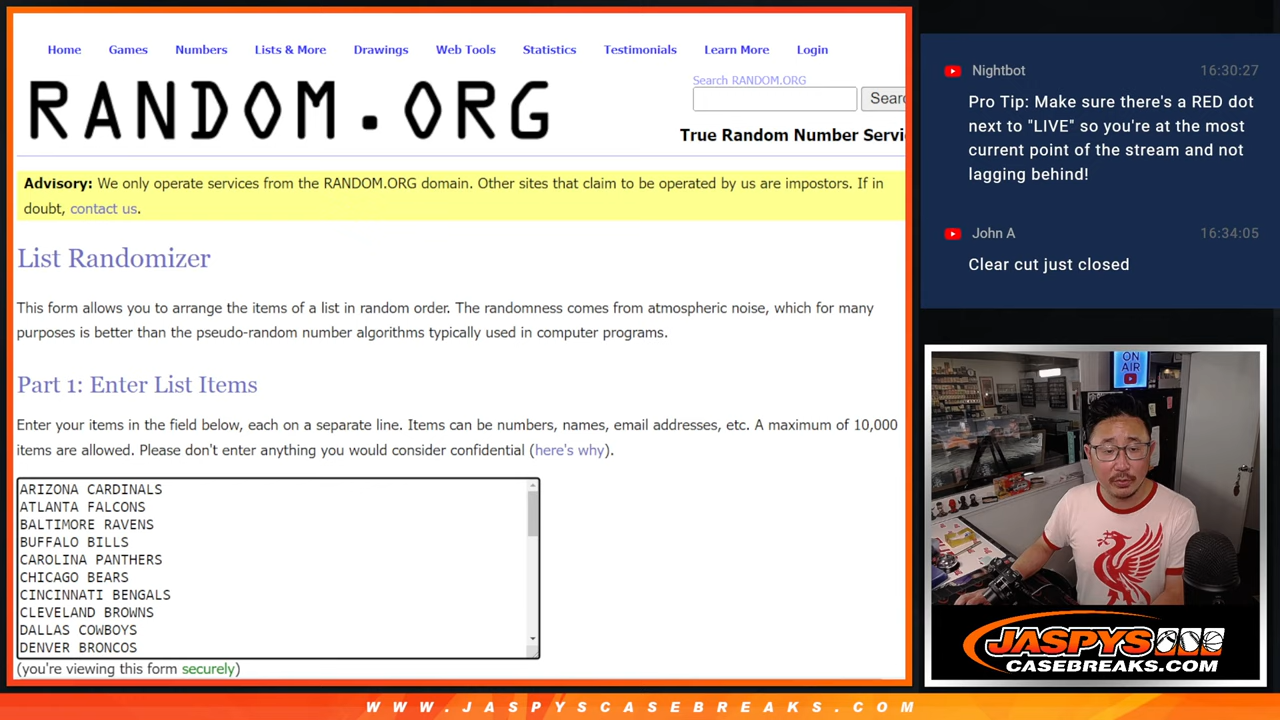 Home Games Numbers Lists & More Drawings Web Tools Statistics Testimonials Learn More Login
RANDOM.ORG
Search RANDOM.ORG
Searc
True Random Number Servi
Advisory: We only operate services from the RANDOM.ORG domain. Other sites that claim to be operated by us are impostors. If in
doubt, contact us.
List Randomizer
This form allows you to arrange the items of a list in random order. The randomness comes from atmospheric noise, which for many
purposes is better than the pseudo-random number algorithms typically used in computer programs.
Part 1: Enter List Items
Enter your items in the field below, each on a separate line. Items can be numbers, names, email addresses, etc. A maximum of 10,000
items are allowed. Please don't enter anything you would consider confidential (here's why).
ARIZONA CARDINALS
ATLANTA FALCONS
BALTIMORE RAVENS
BUFFALO BILLS
CAROLINA PANTHERS
CHICAGO BEARS
CINCINNATI BENGALS
CLEVELAND BROWNS
DALLAS COWBOYS
DENVER BRONCOS
(you're viewing this form securely)
Nightbot 16:30:27
Pro Tip: Make sure there's a RED dot
next to "LIVE" so you're at the most
current point of the stream and not
lagging behind!
John A 16:34:05
Clear cut just closed
ON
AIR
JASPYS
CASEBREAKS.COM
WWW.JASPYSCASEBREAKS.COM